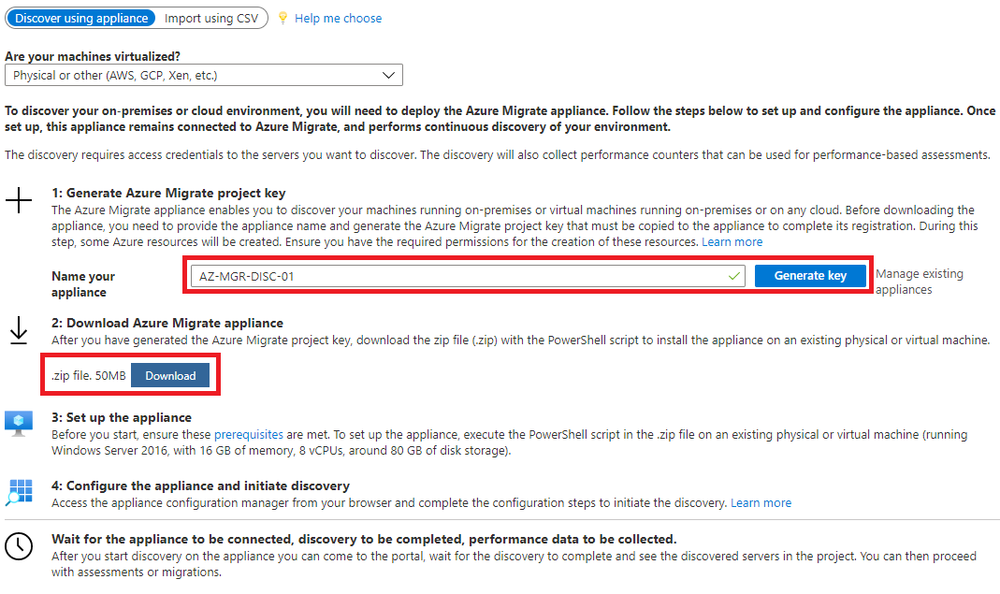 Discover using appliance Import using CSV Help me choose
Are your machines virtualized?
Physical or other (AWS, GCP, Xen, etc.)
To discover your on-premises or cloud environment, you will need to deploy the Azure Migrate appliance. Follow the steps below to set up and configure the appliance. Once
set up, this appliance remains connected to Azure Migrate, and performs continuous discovery of your environment.
The discovery requires access credentials to the servers you want to discover. The discovery will also collect performance counters that can be used for performance-based assessments.
1: Generate Azure Migrate project key
The Azure Migrate appliance enables you to discover your machines running on-premises or virtual machines running on-premises or on any cloud. Before downloading the
appliance, you need to provide the appliance name and generate the Azure Migrate project key that must be copied to the appliance to complete its registration. During this
step, some Azure resources will be created. Ensure you have the required permissions for the creation of these resources. Learn more
Name your
appliance
AZ-MGR-DISC-01
Generate key
Manage existing
appliances
2: Download Azure Migrate appliance
After you have generated the Azure Migrate project key, download the zip file (.zip) with the PowerShell script to install the appliance on an existing physical or virtual machine.
.zip file. 50MB Download
3: Set up the appliance
Before you start, ensure these prerequisites are met. To set up the appliance, execute the PowerShell script in the .zip file on an existing physical or virtual machine (running
Windows Server 2016, with 16 GB of memory, 8 vCPUs, around 80 GB of disk storage).
4: Configure the appliance and initiate discovery
Access the appliance configuration manager from your browser and complete the configuration steps to initiate the discovery. Learn more
Wait for the appliance to be connected, discovery to be completed, performance data to be collected.
After you start discovery on the appliance you can come to the portal, wait for the discovery to complete and see the discovered servers in the project. You can then proceed
with assessments or migrations.